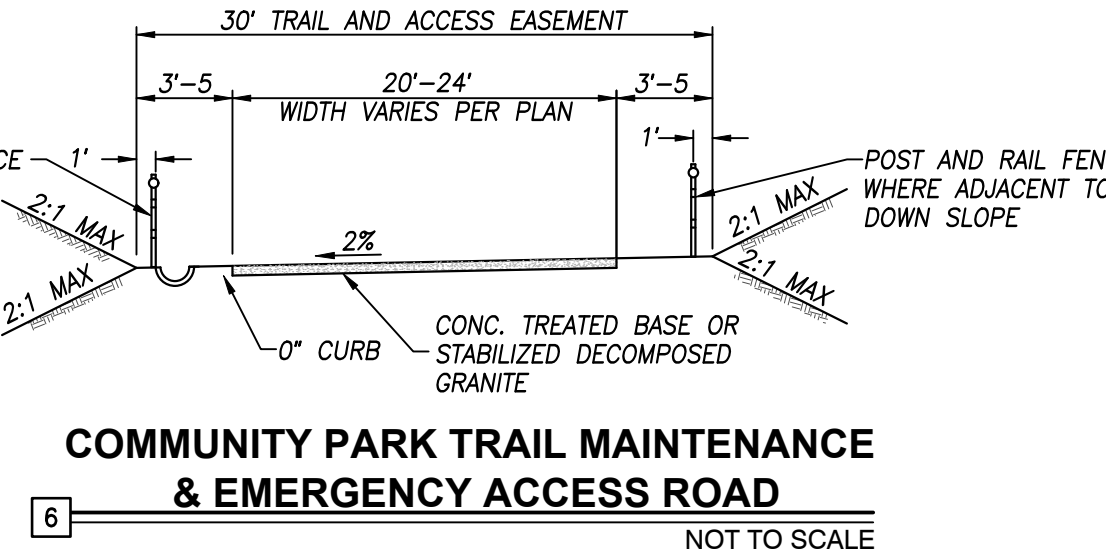 30' TRAIL AND ACCESS EASEMENT
3'-5
20'-24'
3'-5
WIDTH VARIES PER PLAN
1'
1'
CE
POST AND RAIL FEN
WHERE ADJACENT TO
DOWN SLOPE
2:1 MAX
2:1 MAX
2:1 MAX
2:1 MAX
2%
0" CURB
CONC. TREATED BASE OR
STABILIZED DECOMPOSED
GRANITE
COMMUNITY PARK TRAIL MAINTENANCE
& EMERGENCY ACCESS ROAD
6
NOT TO SCALE